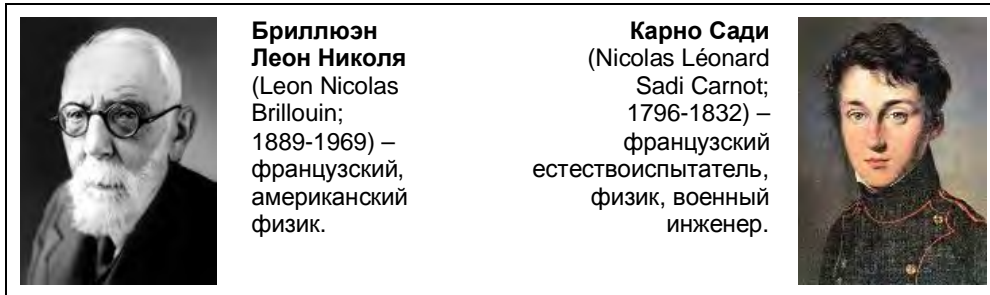 Бриллюэн
Леон Николя
(Leon Nicolas
Brillouin;
1889-1969) –
французский,
американский
физик.
Карно Сади
(Nicolas Léonard
Sadi Carnot;
1796-1832) –
французский
естествоиспытатель,
физик, военный
инженер.